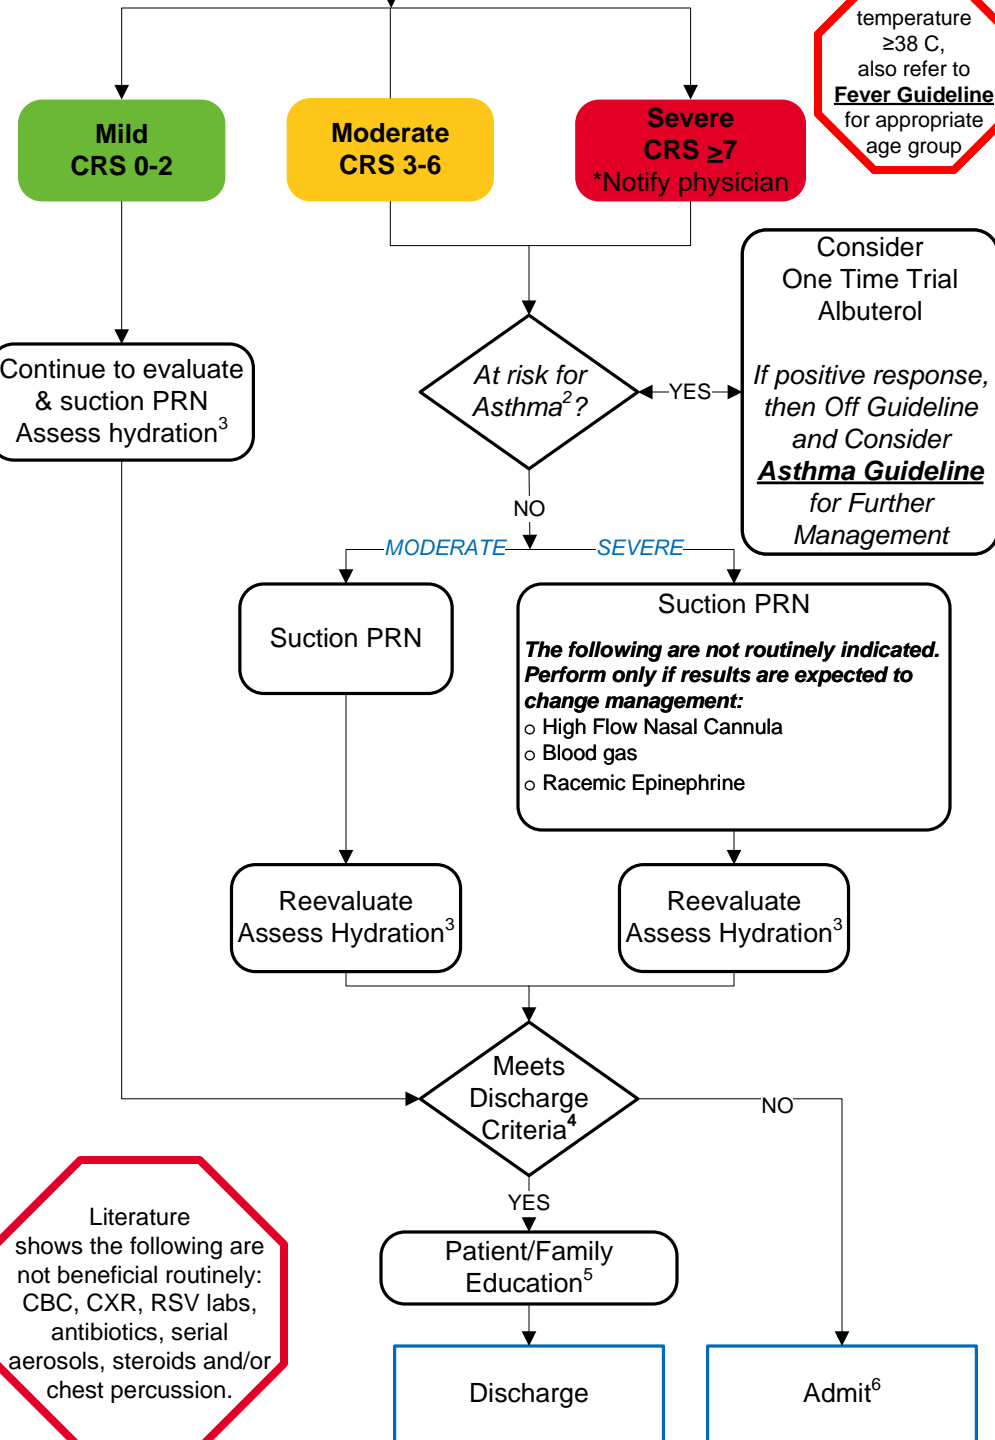 temperature
≥38 C,
also refer to
Fever Guideline
for appropriate
age group
Mild
CRS 0-2
Moderate
CRS 3-6
Severe
CRS ≥7
*Notify physician
Consider
One Time Trial
Albuterol
If positive response,
then Off Guideline
and Consider
Asthma Guideline
for Further
Management
Continue to evaluate
& suction PRN
Assess hydration3
At risk for
Asthma2?
YES
NO
MODERATE
SEVERE
Suction PRN
Suction PRN
The following are not routinely indicated.
Perform only if results are expected to
change management:
o High Flow Nasal Cannula
o Blood gas
o Racemic Epinephrine
Reevaluate
Assess Hydration3
Reevaluate
Assess Hydration3
Meets
Discharge
Criteria4
NO
YES
Patient/Family
Education5
Literature
shows the following are
not beneficial routinely:
CBC, CXR, RSV labs,
antibiotics, serial
aerosols, steroids and/or
chest percussion.
Discharge
Admit6